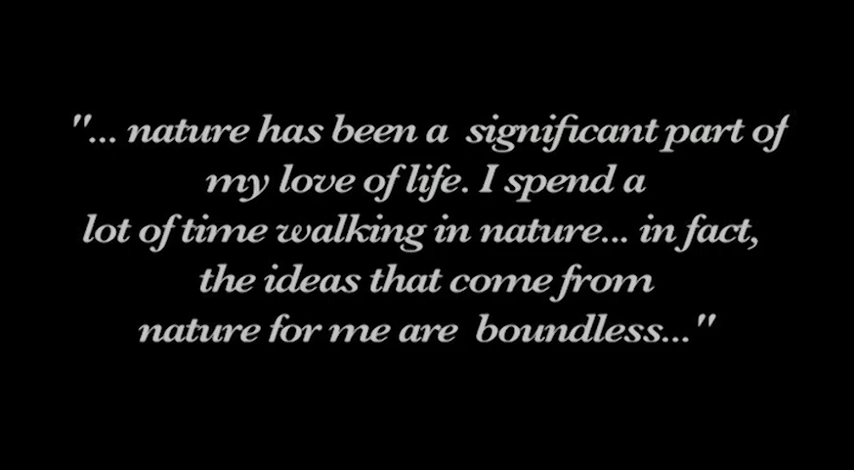 "... nature has been a  significant part of
my love of life. I spend a
lot of time walking in nature... in fact,
the ideas that come from
nature for me are  boundless..."